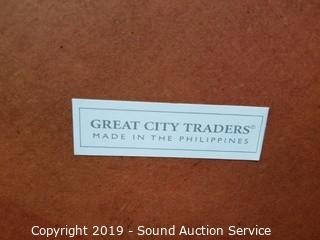 GREAT CITY TRADERS©
MADE IN THE PHILIPPINES
Copyright 2019 - Sound Auction Service